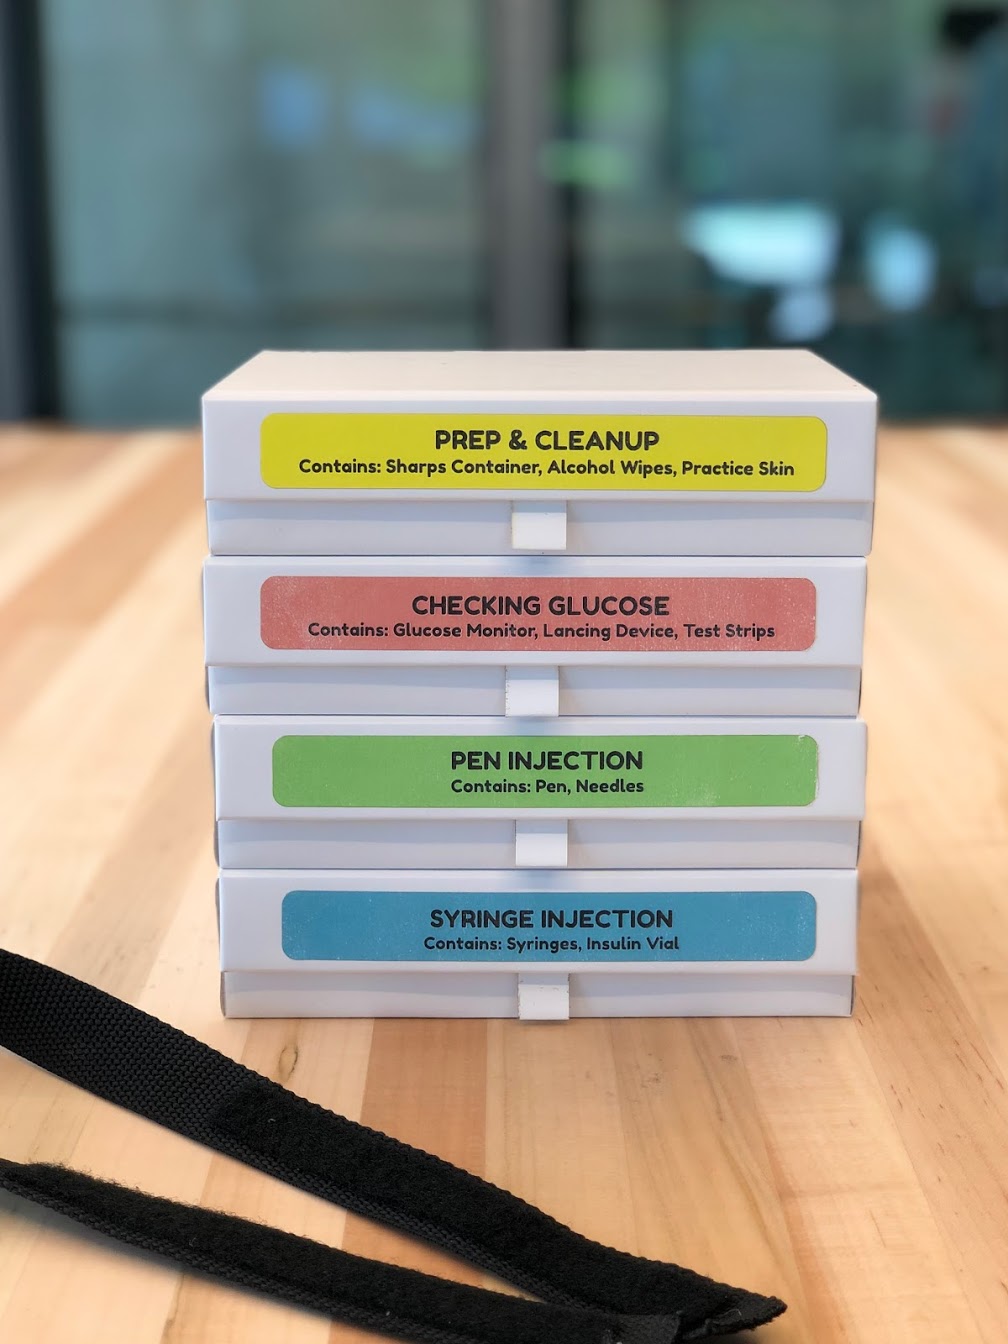 PREP & CLEANUP
Contains: Sharps Container, Alcohol Wipes, Practice Skin
CHECKING GLUCOSE
Contains: Glucose Monitor, Lancing Device, Test Strips
PEN INJECTION
Contains: Pen, Needles
SYRINGE INJECTION
Contains: Syringes, Insulin Vial